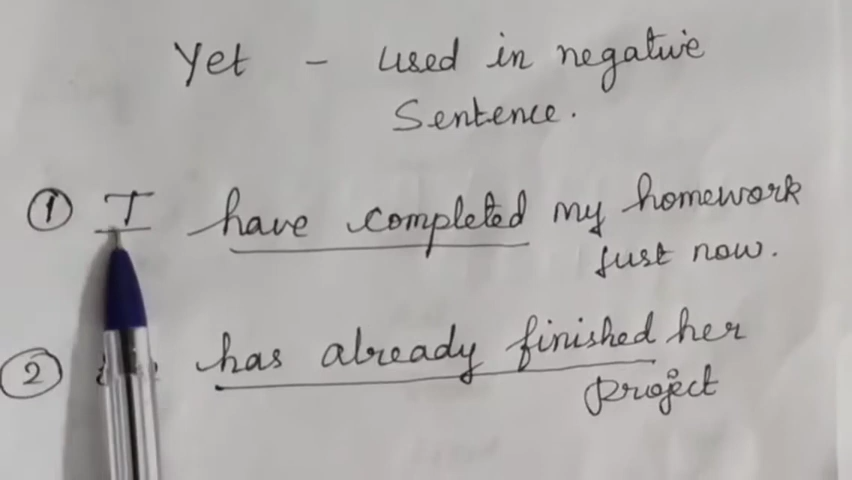 Yet - used in negative
Sentence.
① I have completed my homework
just now.
② has already finished her
project